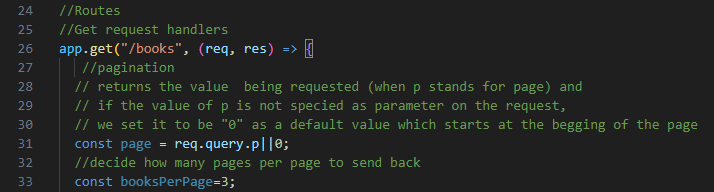 24 //Routes
25 //Get request handlers
26 app.get("/books", (req, res) => {
27 //pagination
28 // returns the value  being requested (when p stands for page) and
29 // if the value of p is not specied as parameter on the request,
30 // we set it to be "0" as a default value which starts at the begging of the page
31 const page = req.query.p||0;
32 //decide how many pages per page to send back
33 const booksPerPage=3;